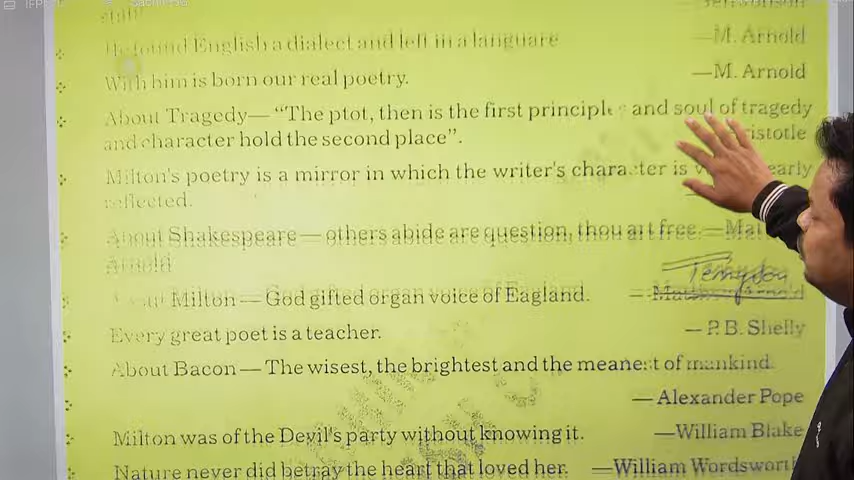 staff
He found English a dialect and left in a languare
—M. Arnold
With him is born our real poetry. —M. Arnold
About Tragedy— “The ptot, then is the first principle and soul of tragedy
and character hold the second place”.
Milton's poetry is a mirror in which the writer's character is
reflected.
About Shakespeare — others abide are question, thou art free. —
Arnold
Milton — God gifted organ voice of Eagland. —
Every great poet is a teacher. — P.B. Shelly
About Bacon — The wisest, the brightest and the meanest of mankind.
— Alexander Pope
Milton was of the Devil's party without knowing it. —William Blake
Nature never did betray the heart that loved her. —William Wordsworth